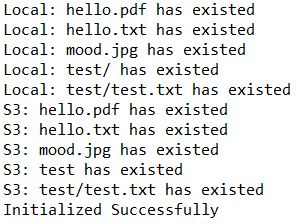 Local: hello.pdf has existed
Local: hello.txt has existed
Local: mood.jpg has existed
Local: test/ has existed
Local: test/test.txt has existed
S3: hello.pdf has existed
S3: hello.txt has existed
S3: mood.jpg has existed
S3: test has existed
S3: test/test.txt has existed
Initialized Successfully